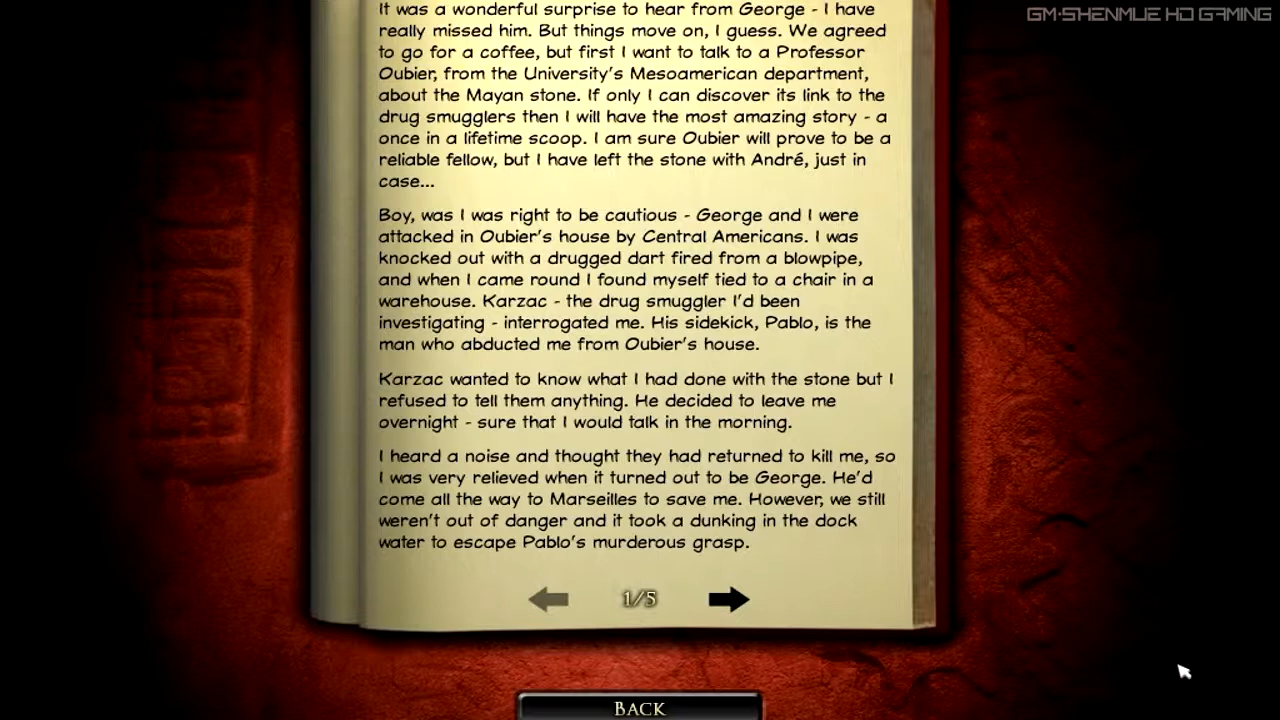 GM-SHENMUE HD GAMING
It was a wonderful surprise to hear from George - I have
really missed him. But things move on, I guess. We agreed
to go for a coffee, but first I want to talk to a Professor
Oubier, from the University's Mesoamerican department,
about the Mayan stone. If only I can discover its link to the
drug smugglers then I will have the most amazing story - a
once in a lifetime scoop. I am sure Oubier will prove to be a
reliable fellow, but I have left the stone with André, just in
case...
Boy, was I was right to be cautious - George and I were
attacked in Oubier's house by Central Americans. I was
knocked out with a drugged dart fired from a blowpipe,
and when I came round I found myself tied to a chair in a
warehouse. Karzac - the drug smuggler I'd been
investigating - interrogated me. His sidekick, Pablo, is the
man who abducted me from Oubier's house.
Karzac wanted to know what I had done with the stone but I
refused to tell them anything. He decided to leave me
overnight - sure that I would talk in the morning.
I heard a noise and thought they had returned to kill me, so
I was very relieved when it turned out to be George. He'd
come all the way to Marseilles to save me. However, we still
weren't out of danger and it took a dunking in the dock
water to escape Pablo's murderous grasp.
1/5
BACK